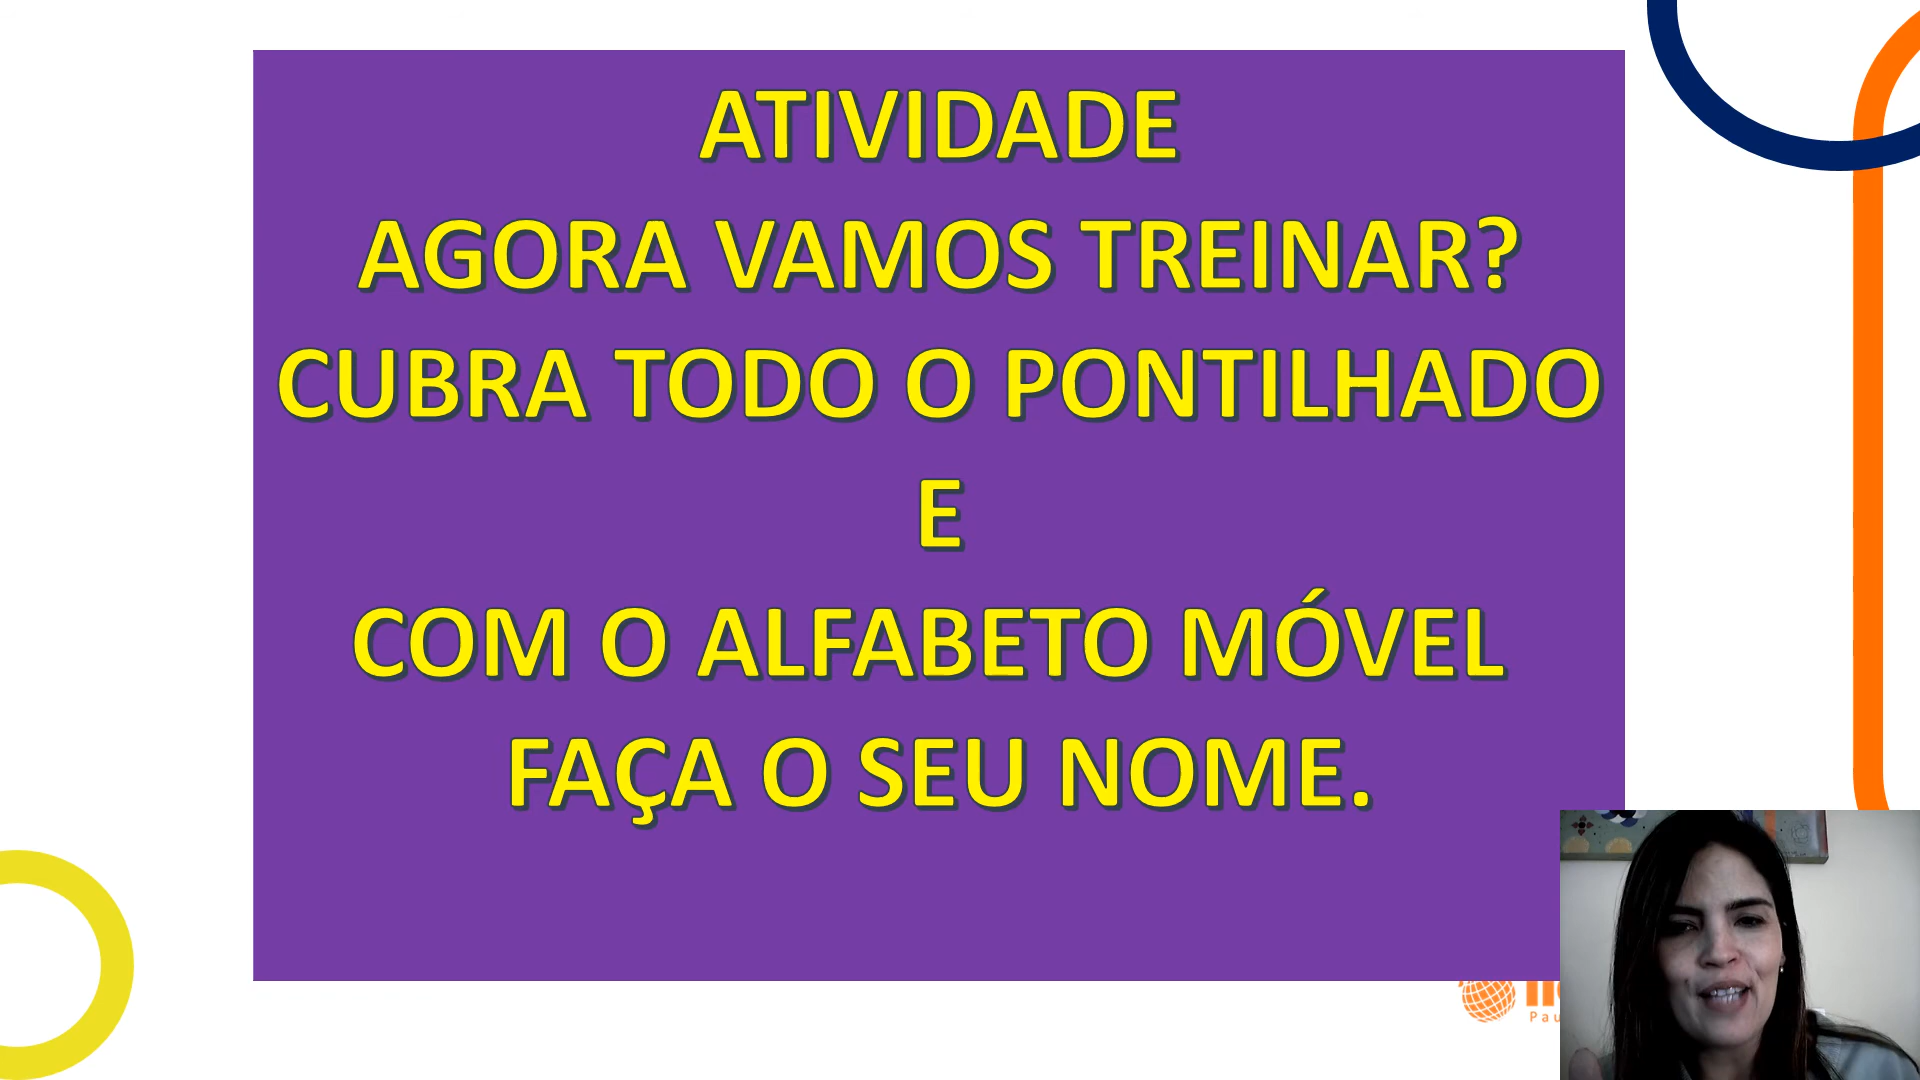 ATIVIDADE
AGORA VAMOS TREINAR?
CUBRA TODO O PONTILHADO
E
COM O ALFABETO MÓVEL
FAÇA O SEU NOME.